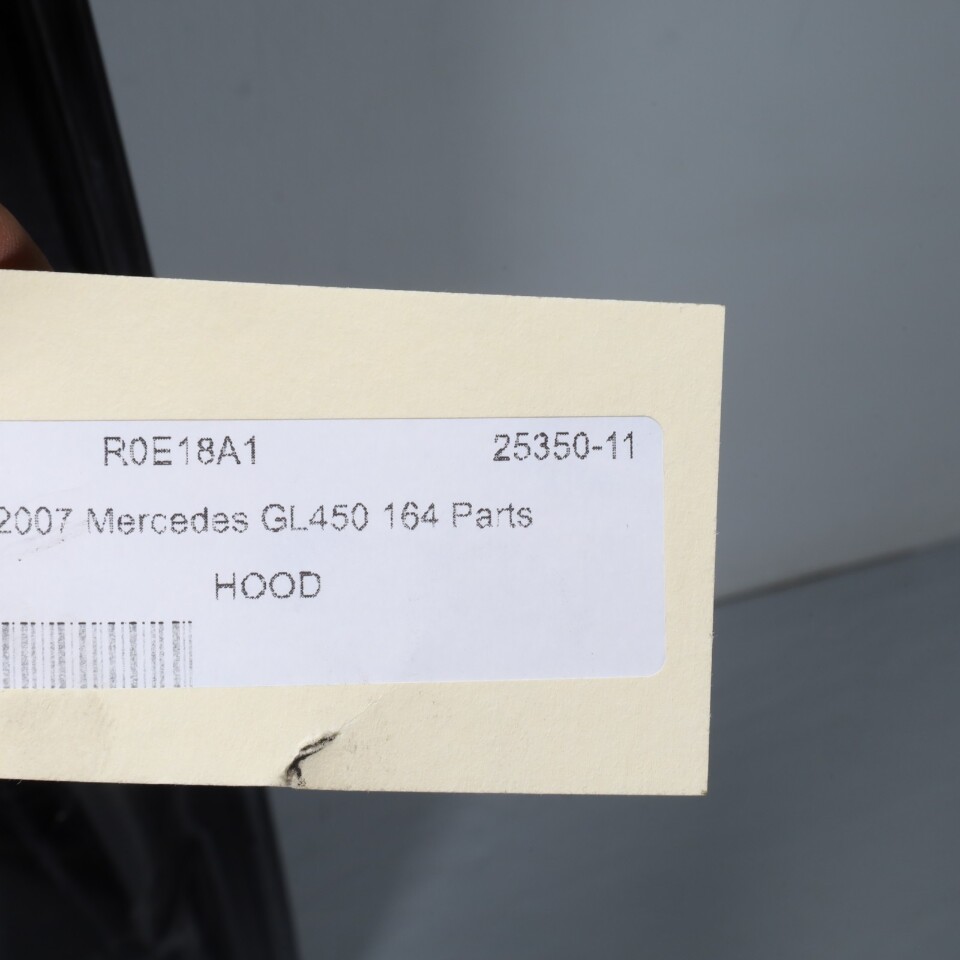 R0E18A1 25350-11
2007 Mercedes GL450 164 Parts
HOOD